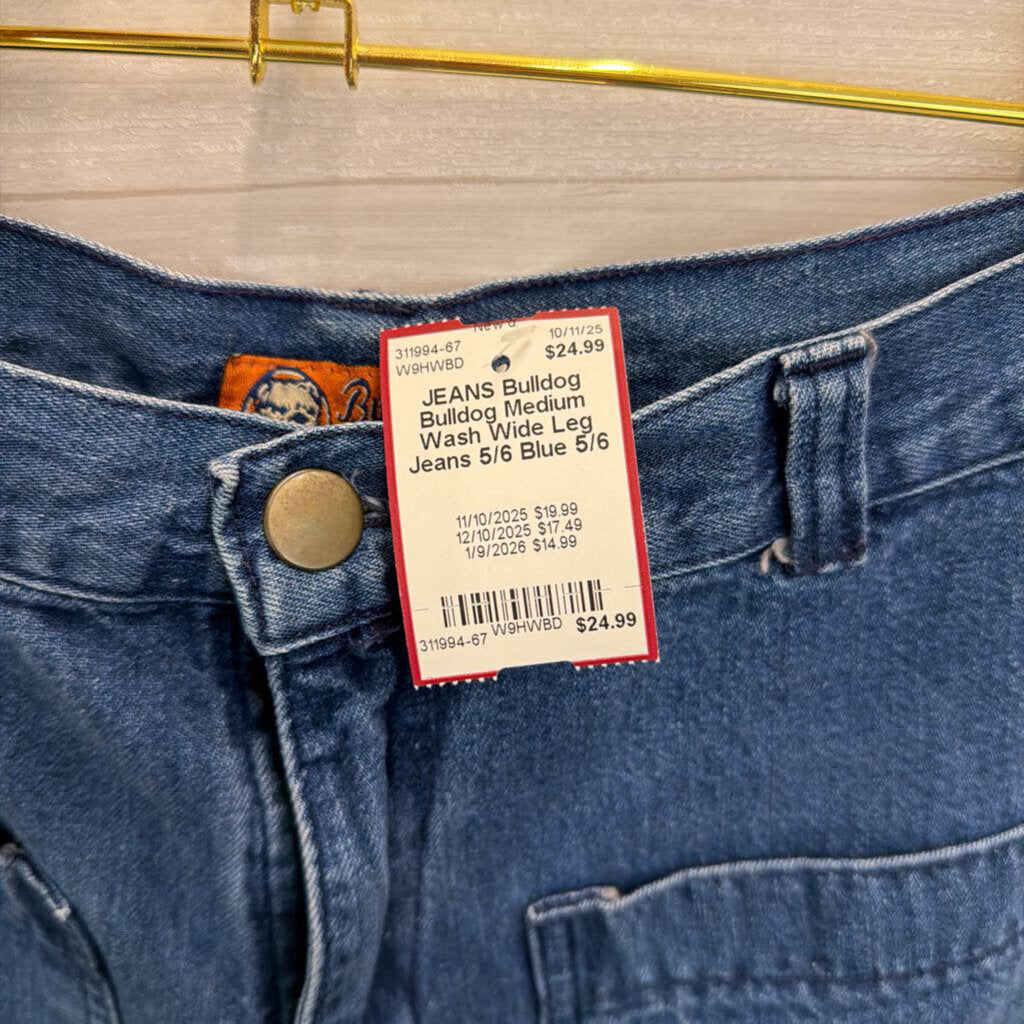 10/11/25
311994-67
$24.99
W9HWBD
JEANS Bulldog
Bulldog Medium
Wash Wide Leg
Jeans 5/6 Blue 5/6
11/10/2025 $19.99
12/10/2025 $17.49
1/9/2026 $14.99
311994-67 W9HWBD $24.99